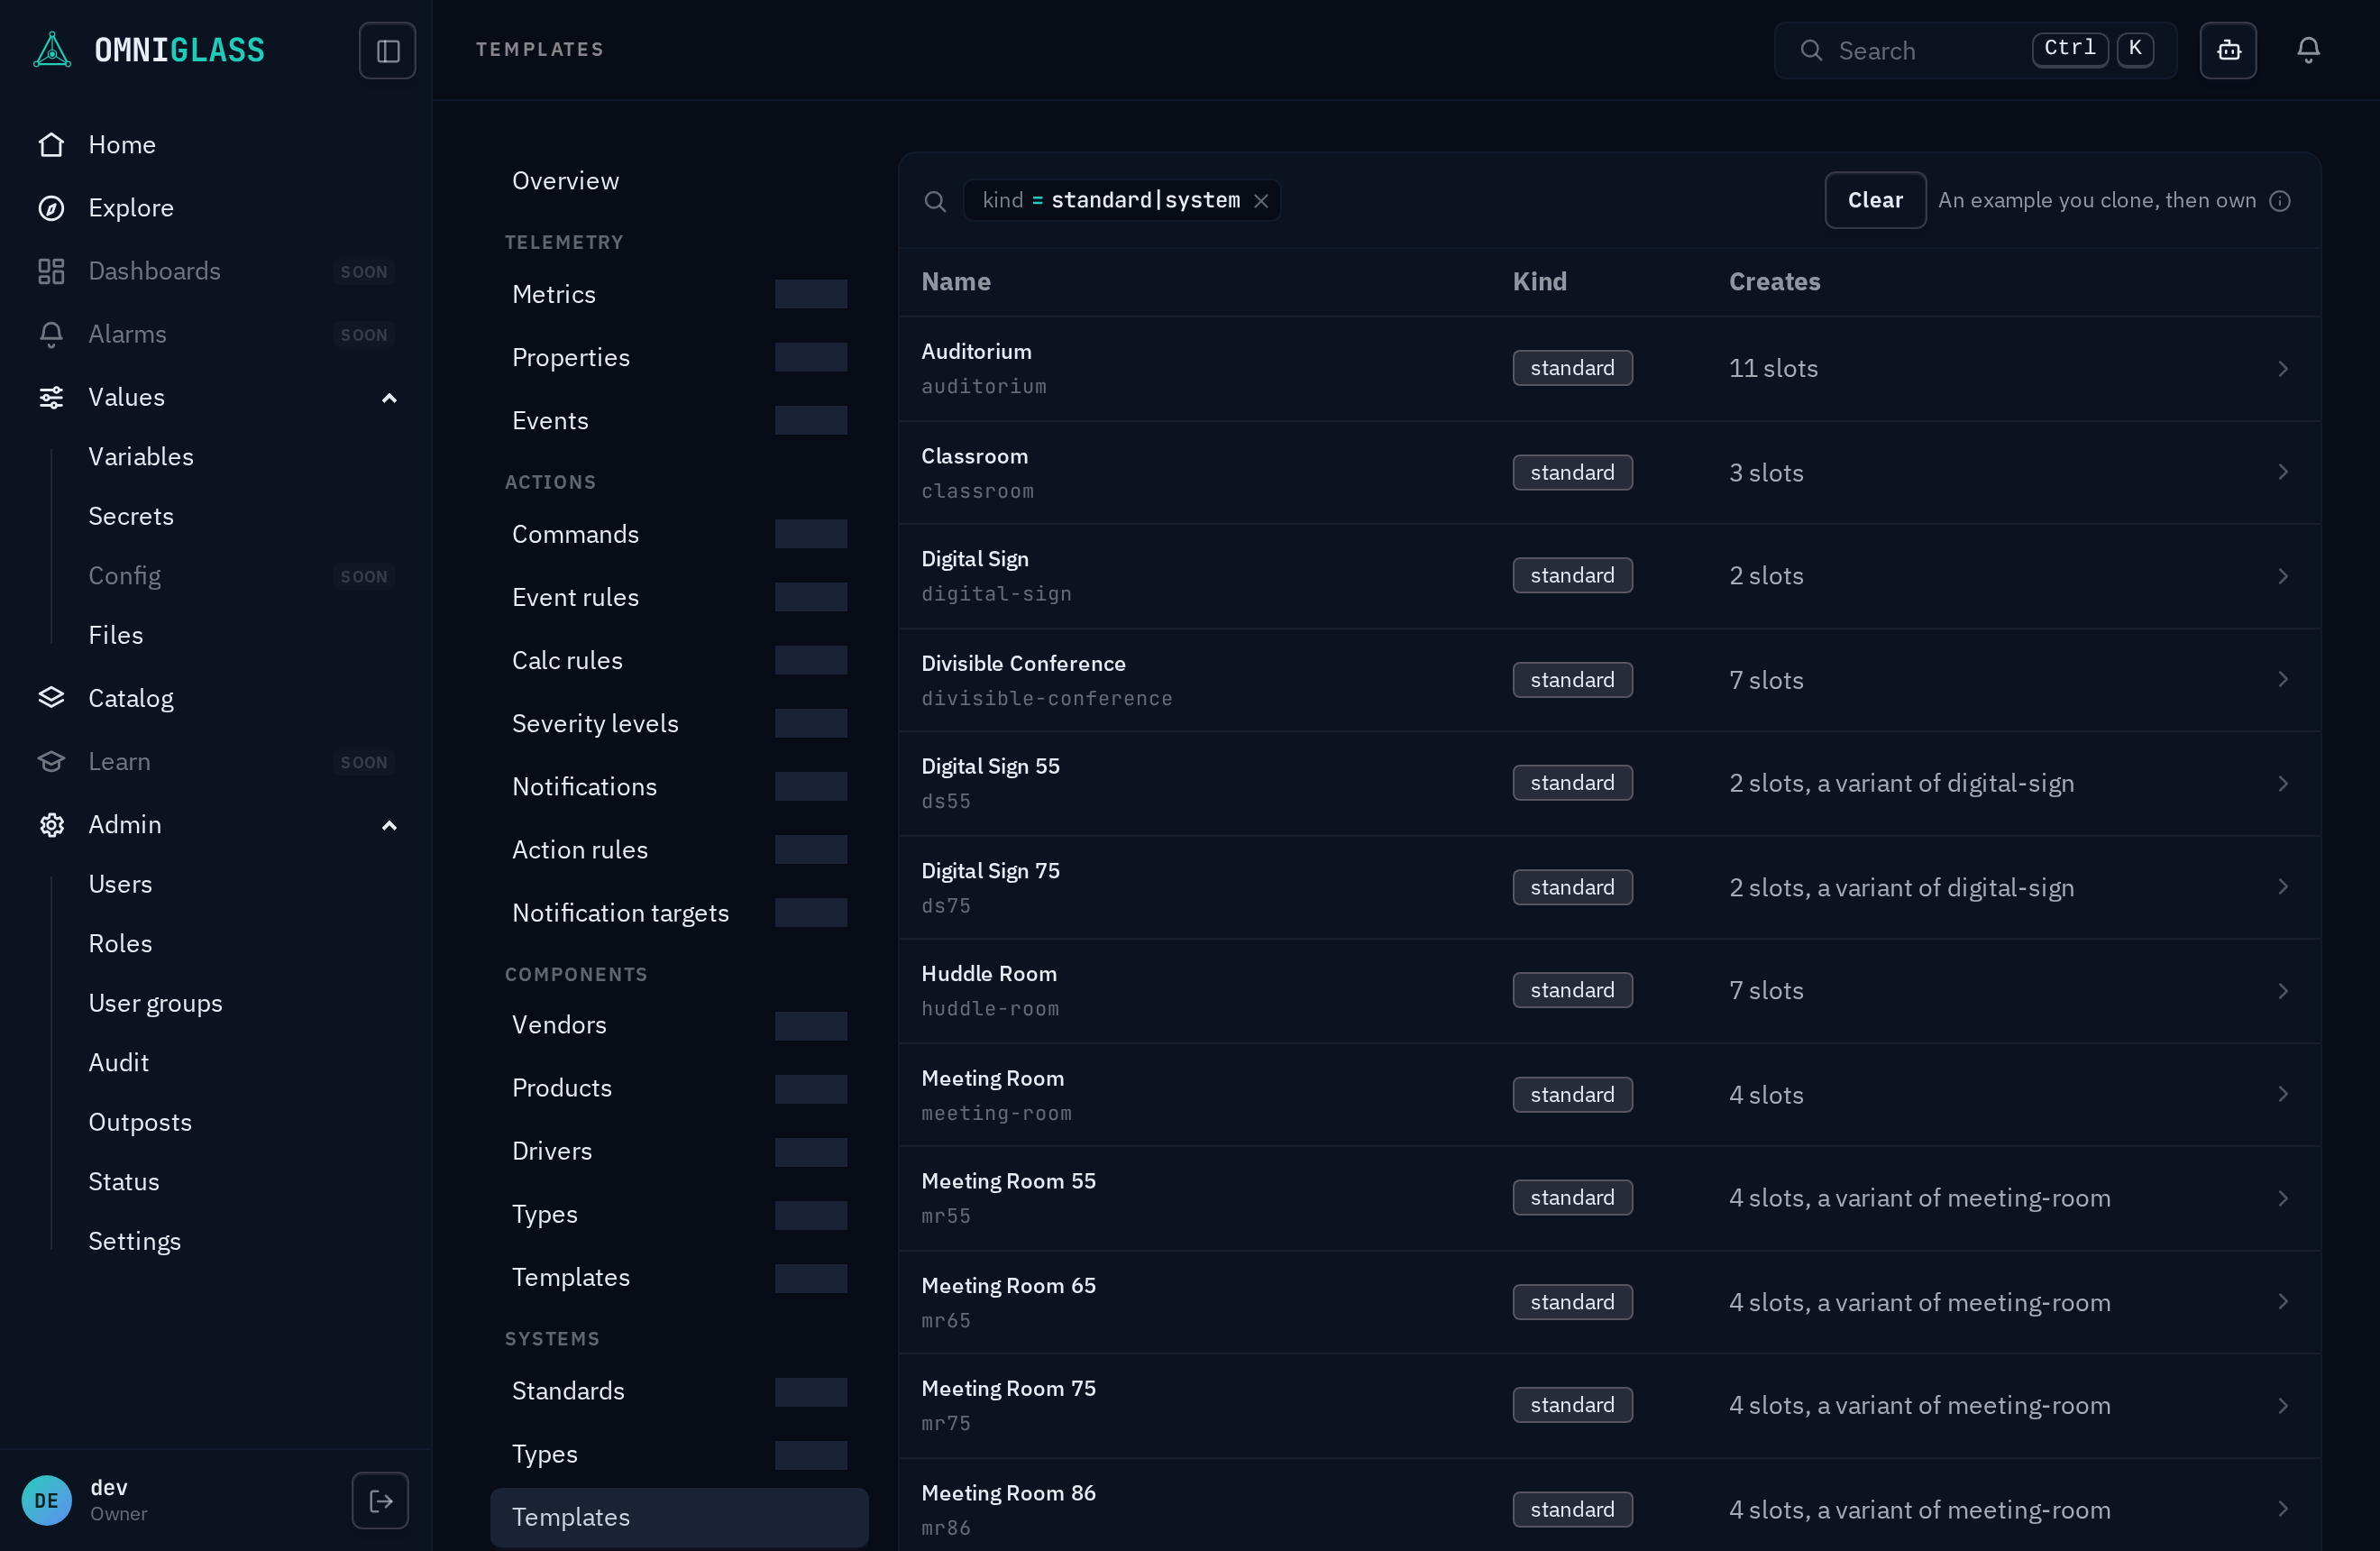 OMNIGLASS
TEMPLATES
Search
Ctrl K
Home
Explore
Dashboards SOON
Alarms SOON
Values
Variables
Secrets
Config SOON
Files
Catalog
Learn SOON
Admin
Users
Roles
User groups
Audit
Outposts
Status
Settings
DE
dev
Owner
Overview
TELEMETRY
Metrics
Properties
Events
ACTIONS
Commands
Event rules
Calc rules
Severity levels
Notifications
Action rules
Notification targets
COMPONENTS
Vendors
Products
Drivers
Types
Templates
SYSTEMS
Standards
Types
Templates
kind = standard|system
Clear
An example you clone, then own
Name Kind Creates
Auditorium
auditorium
standard
11 slots
Classroom
classroom
standard
3 slots
Digital Sign
digital-sign
standard
2 slots
Divisible Conference
divisible-conference
standard
7 slots
Digital Sign 55
ds55
standard
2 slots, a variant of digital-sign
Digital Sign 75
ds75
standard
2 slots, a variant of digital-sign
Huddle Room
huddle-room
standard
7 slots
Meeting Room
meeting-room
standard
4 slots
Meeting Room 55
mr55
standard
4 slots, a variant of meeting-room
Meeting Room 65
mr65
standard
4 slots, a variant of meeting-room
Meeting Room 75
mr75
standard
4 slots, a variant of meeting-room
Meeting Room 86
mr86
standard
4 slots, a variant of meeting-room